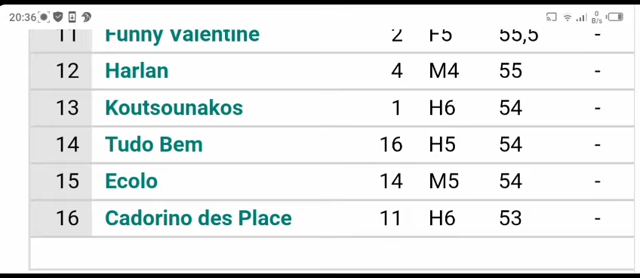 20:36 0 B/s
11 Funny Valentine 2 F5 55,5 -
12 Harlan 4 M4 55 -
13 Koutsounakos 1 H6 54 -
14 Tudo Bem 16 H5 54 -
15 Ecolo 14 M5 54 -
16 Cadorino des Place 11 H6 53 -